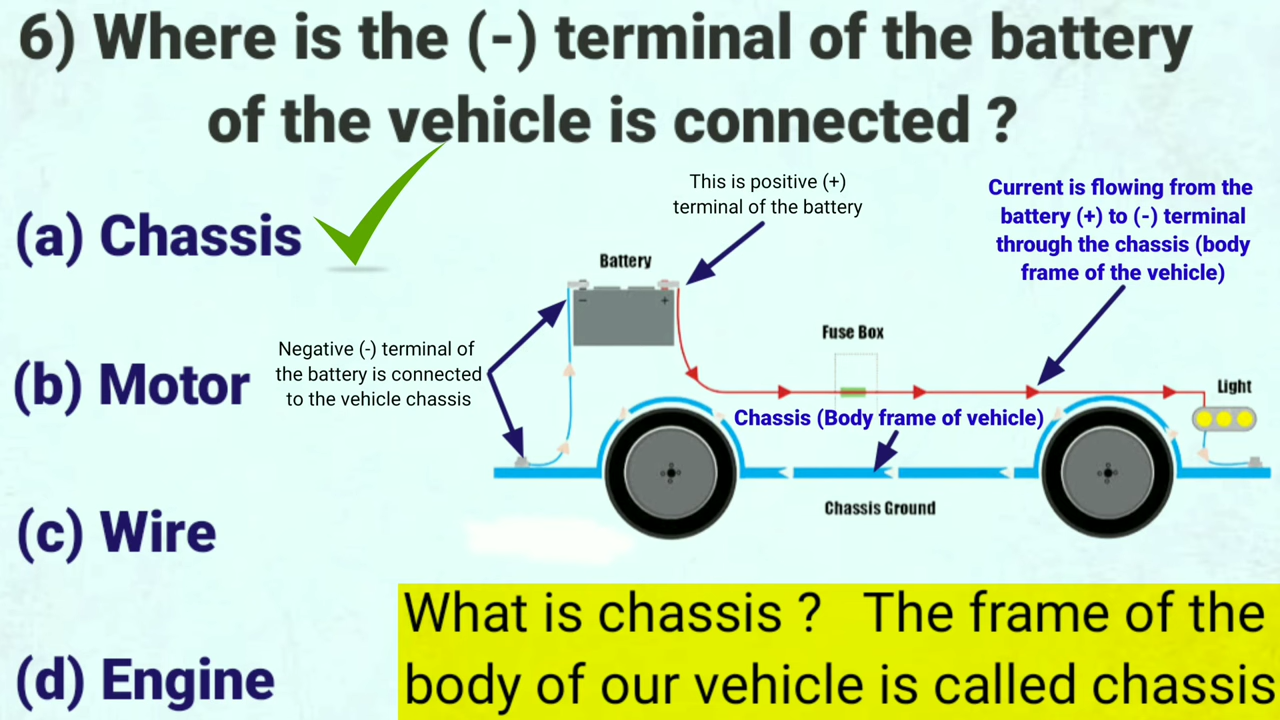 6) Where is the (-) terminal of the battery
of the vehicle is connected ?
(a) Chassis
(b) Motor
(c) Wire
(d) Engine
This is positive (+)
terminal of the battery
Current is flowing from the
battery (+) to (-) terminal
through the chassis (body
frame of the vehicle)
Battery
−
+
Negative (-) terminal of
the battery is connected
to the vehicle chassis
Fuse Box
Light
Chassis (Body frame of vehicle)
Chassis Ground
What is chassis ? The frame of the
body of our vehicle is called chassis